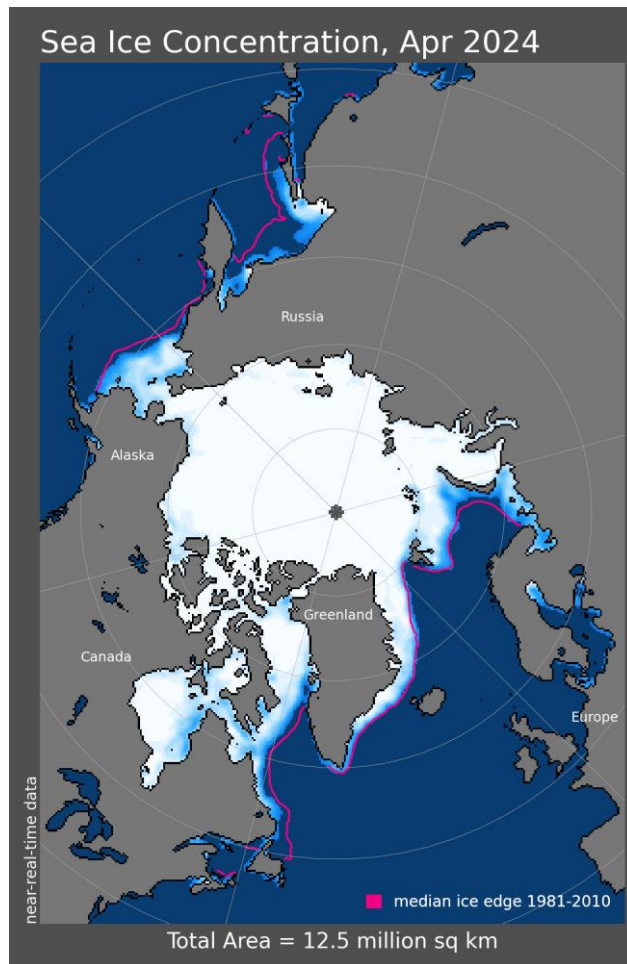 Sea Ice Concentration, Apr 2024
Russia
Alaska
Greenland
Canada
Europe
near-real-time data
median ice edge 1981-2010
Total Area = 12.5 million sq km